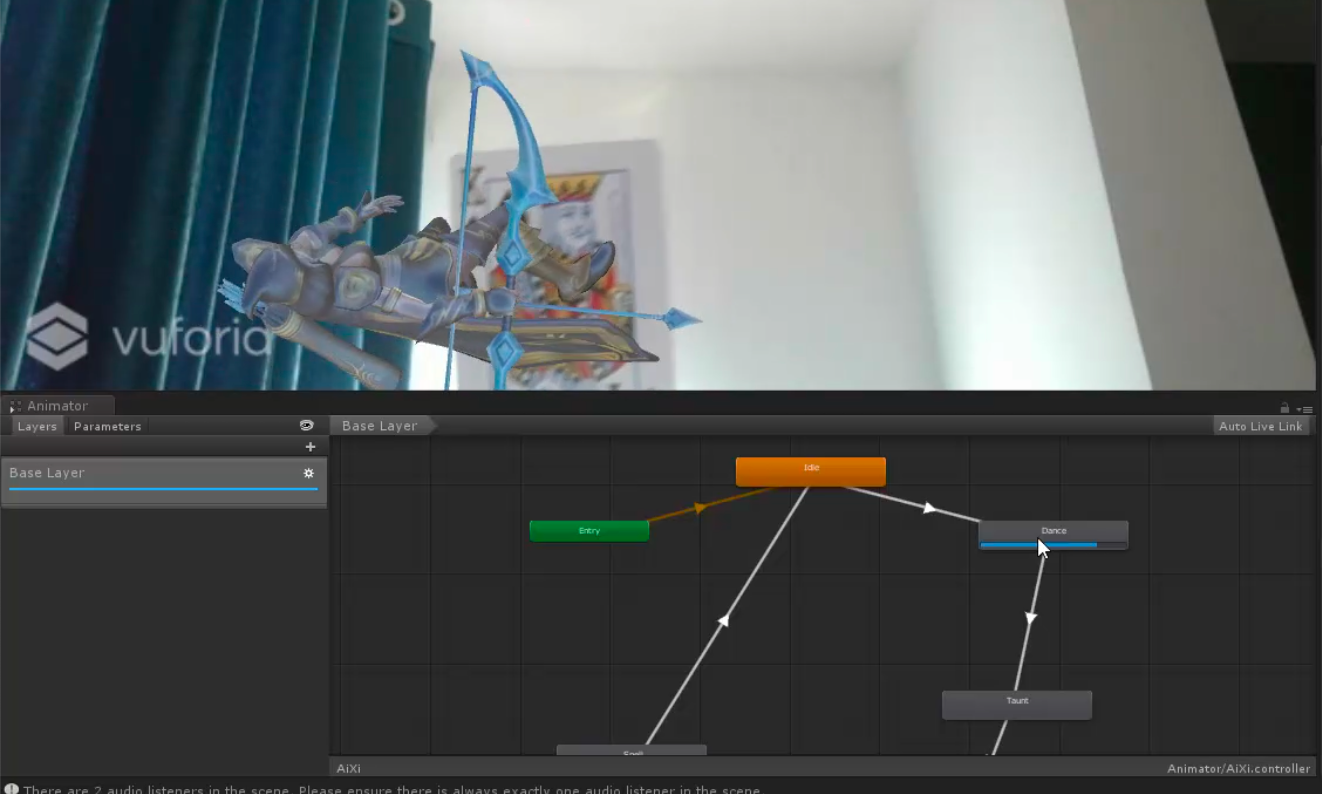 vuforia
Animator
Layers Parameters
Base Layer
Auto Live Link
Base Layer
Idle
Entry
Dance
Taunt
AiXi
Animator/AiXi.controller
There are 2 audio listeners in the scene. Please ensure there is always exactly one audio listener in the scene